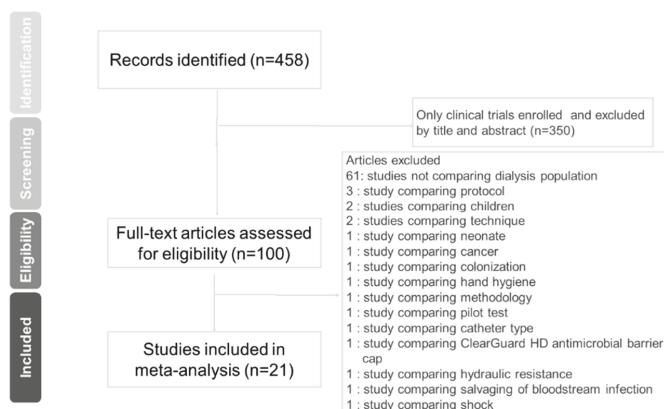 Identification
Records identified (n=458)
Only clinical trials enrolled and excluded
by title and abstract (n=350)
Screening
Articles excluded
61: studies not comparing dialysis population
3 : study comparing protocol
2 : studies comparing children
2 : studies comparing technique
1 : study comparing neonate
1 : study comparing cancer
1 : study comparing colonization
1 : study comparing hand hygiene
1 : study comparing methodology
1 : study comparing pilot test
1 : study comparing catheter type
1 : study comparing ClearGuard HD antimicrobial barrier
cap
1 : study comparing hydraulic resistance
1 : study comparing salvaging of bloodstream infection
1 : study comparing shock
Eligibility
Full-text articles assessed
for eligibility (n=100)
Included
Studies included in
meta-analysis (n=21)